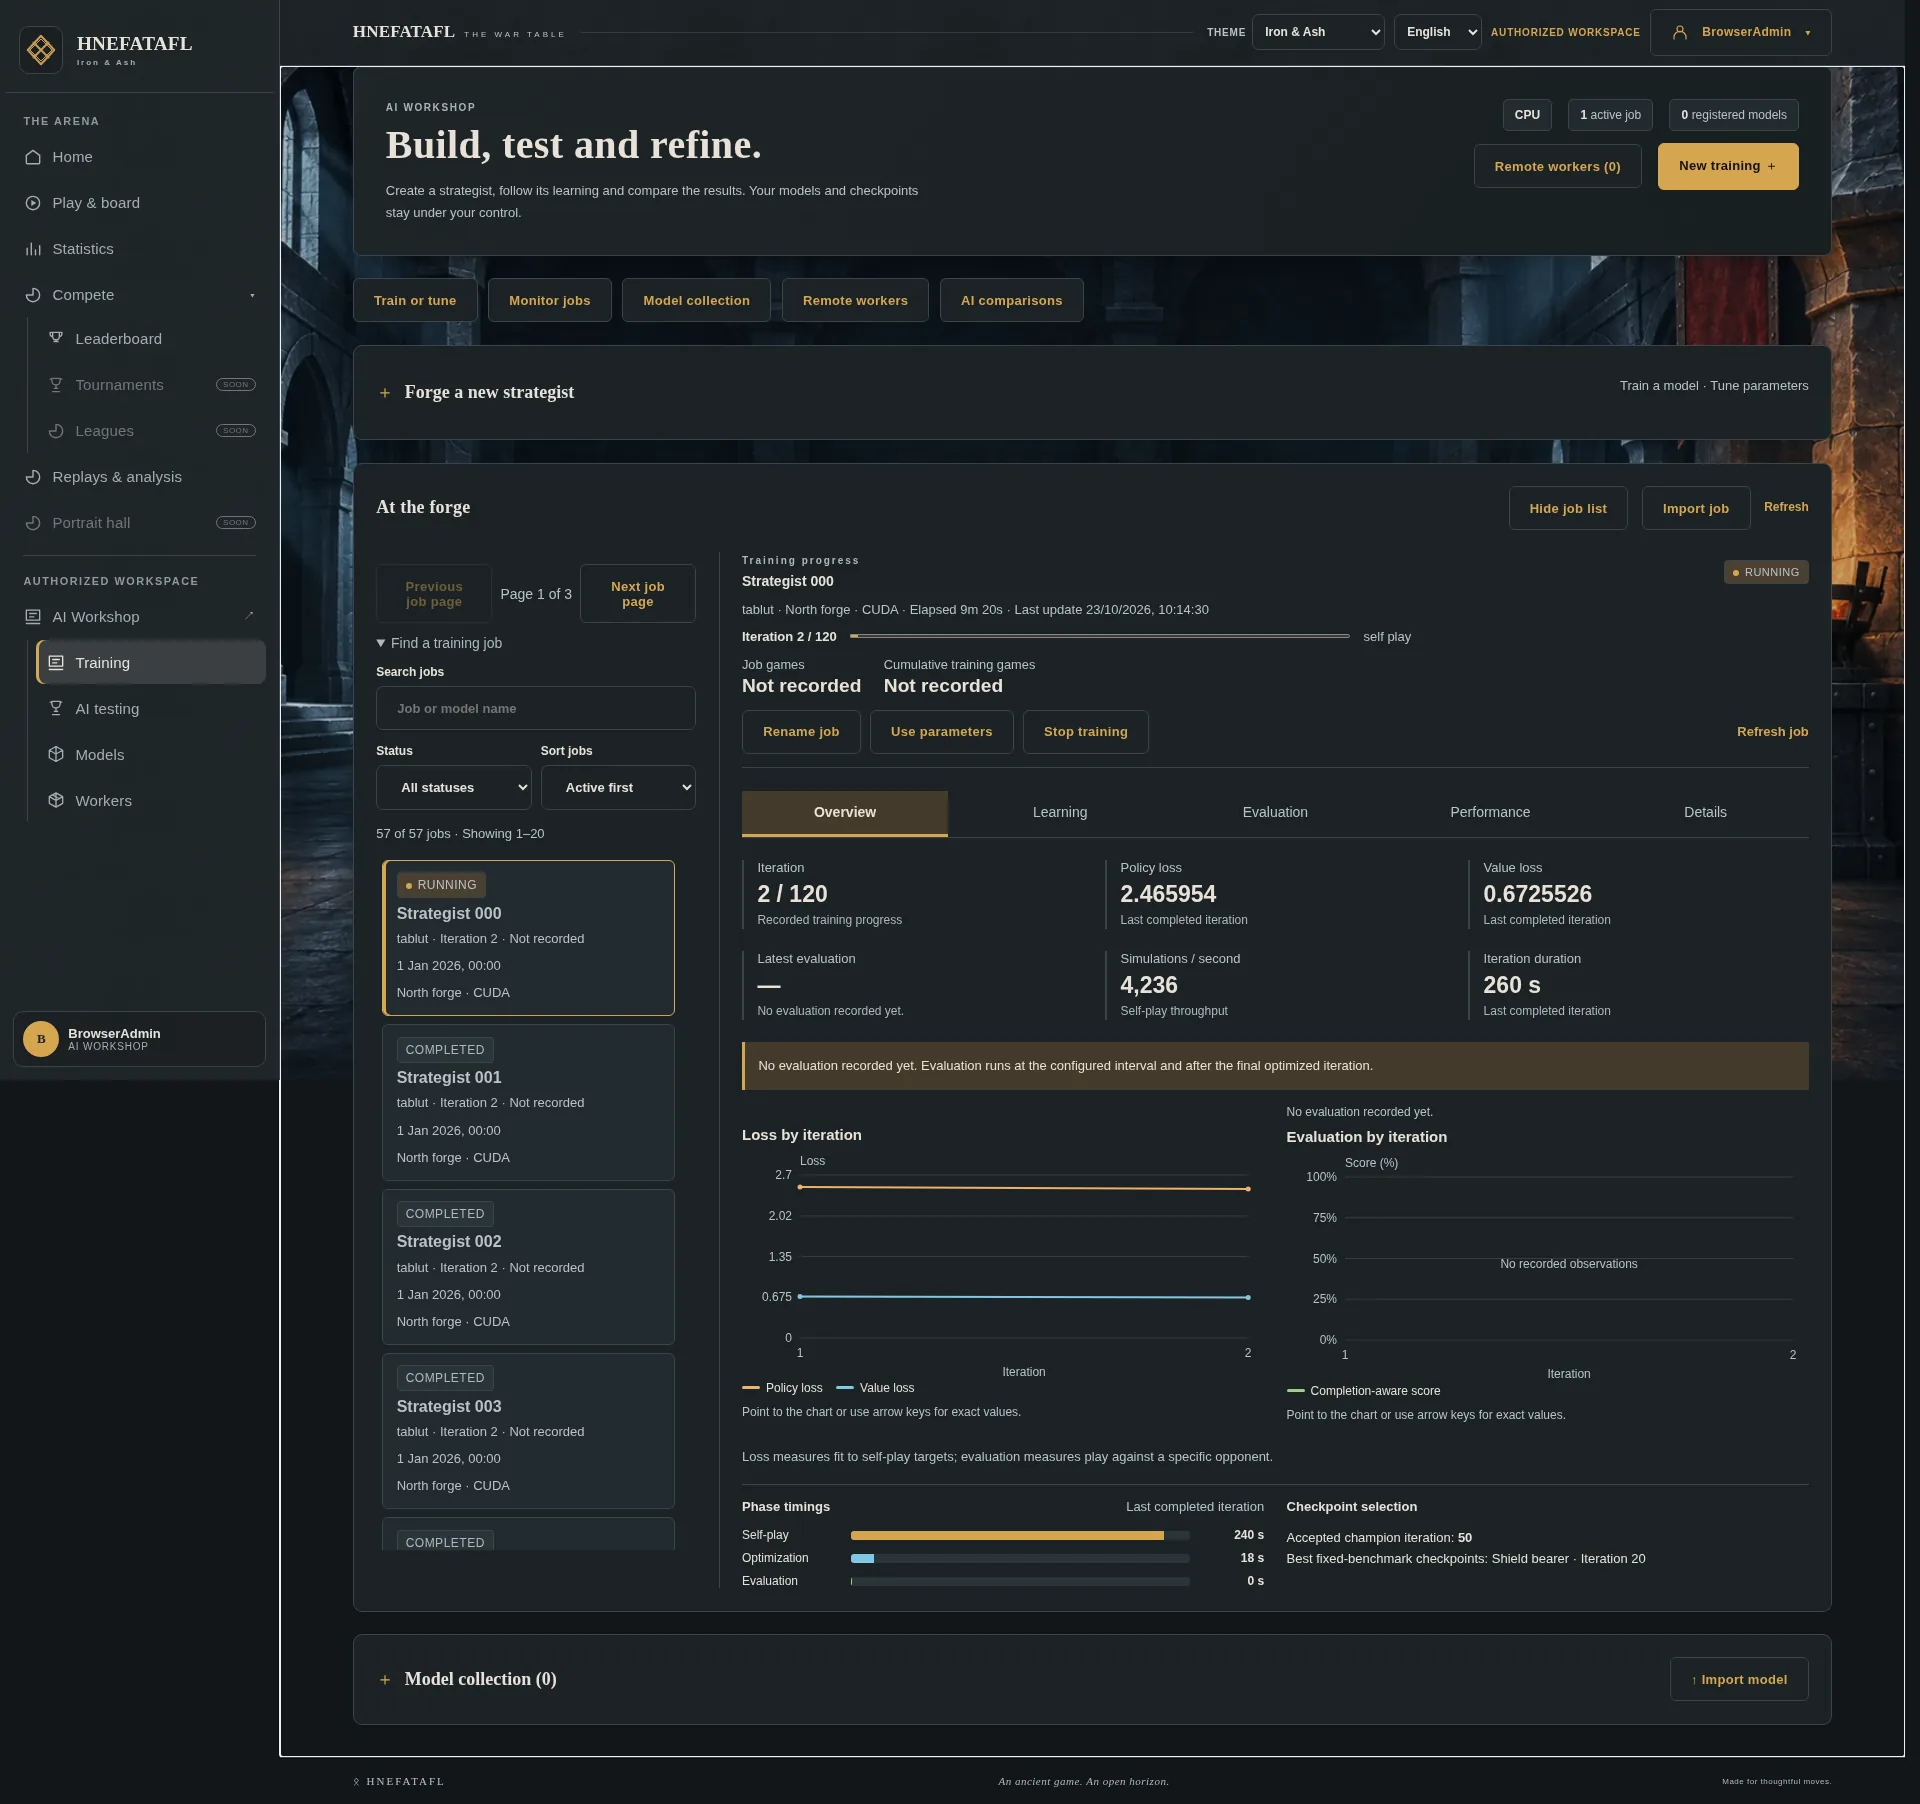 HNEFATAFL
Iron & Ash
THE ARENA
Home
Play & board
Statistics
Compete
Leaderboard
Tournaments SOON
Leagues SOON
Replays & analysis
Portrait hall SOON
AUTHORIZED WORKSPACE
AI Workshop
Training
AI testing
Models
Workers
B
BrowserAdmin
AI WORKSHOP
HNEFATAFL THE WAR TABLE
THEME Iron & Ash English AUTHORIZED WORKSPACE BrowserAdmin
AI WORKSHOP
Build, test and refine.
Create a strategist, follow its learning and compare the results. Your models and checkpoints
stay under your control.
CPU 1 active job 0 registered models
Remote workers (0) New training +
Train or tune Monitor jobs Model collection Remote workers AI comparisons
+ Forge a new strategist Train a model · Tune parameters
At the forge Hide job list Import job Refresh
Previous
job page
Page 1 of 3
Next job
page
▼ Find a training job
Search jobs
Job or model name
Status Sort jobs
All statuses Active first
57 of 57 jobs · Showing 1–20
RUNNING
Strategist 000
tablut · Iteration 2 · Not recorded
1 Jan 2026, 00:00
North forge · CUDA
COMPLETED
Strategist 001
tablut · Iteration 2 · Not recorded
1 Jan 2026, 00:00
North forge · CUDA
COMPLETED
Strategist 002
tablut · Iteration 2 · Not recorded
1 Jan 2026, 00:00
North forge · CUDA
COMPLETED
Strategist 003
tablut · Iteration 2 · Not recorded
1 Jan 2026, 00:00
North forge · CUDA
COMPLETED
Training progress
Strategist 000
RUNNING
tablut · North forge · CUDA · Elapsed 9m 20s · Last update 23/10/2026, 10:14:30
Iteration 2 / 120 self play
Job games Cumulative training games
Not recorded Not recorded
Rename job Use parameters Stop training Refresh job
Overview Learning Evaluation Performance Details
Iteration
2 / 120
Recorded training progress
Policy loss
2.465954
Last completed iteration
Value loss
0.6725526
Last completed iteration
Latest evaluation
—
No evaluation recorded yet.
Simulations / second
4,236
Self-play throughput
Iteration duration
260 s
Last completed iteration
No evaluation recorded yet. Evaluation runs at the configured interval and after the final optimized iteration.
Loss by iteration
Loss
2.7
2.02
1.35
0.675
0
1 2
Iteration
Policy loss Value loss
Point to the chart or use arrow keys for exact values.
No evaluation recorded yet.
Evaluation by iteration
Score (%)
100%
75%
50%
No recorded observations
25%
0%
1 2
Iteration
Completion-aware score
Point to the chart or use arrow keys for exact values.
Loss measures fit to self-play targets; evaluation measures play against a specific opponent.
Phase timings Last completed iteration
Self-play 240 s
Optimization 18 s
Evaluation 0 s
Checkpoint selection
Accepted champion iteration: 50
Best fixed-benchmark checkpoints: Shield bearer · Iteration 20
+ Model collection (0) ↑ Import model
HNEFATAFL
An ancient game. An open horizon.
Made for thoughtful moves.